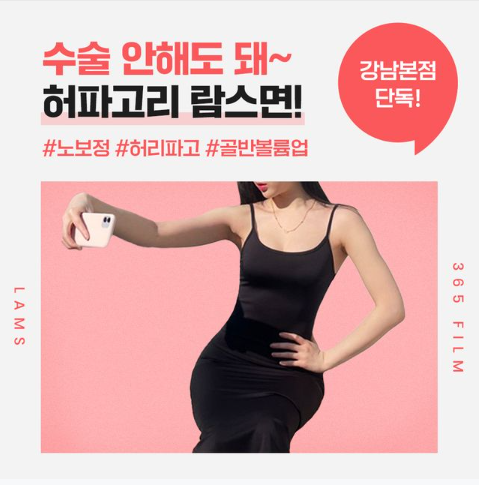 수술 안해도 돼~
허파고리 람스면!
#노보정 #허리파고 #골반볼륨업
강남본점
단독!
LAMS
365 FILM